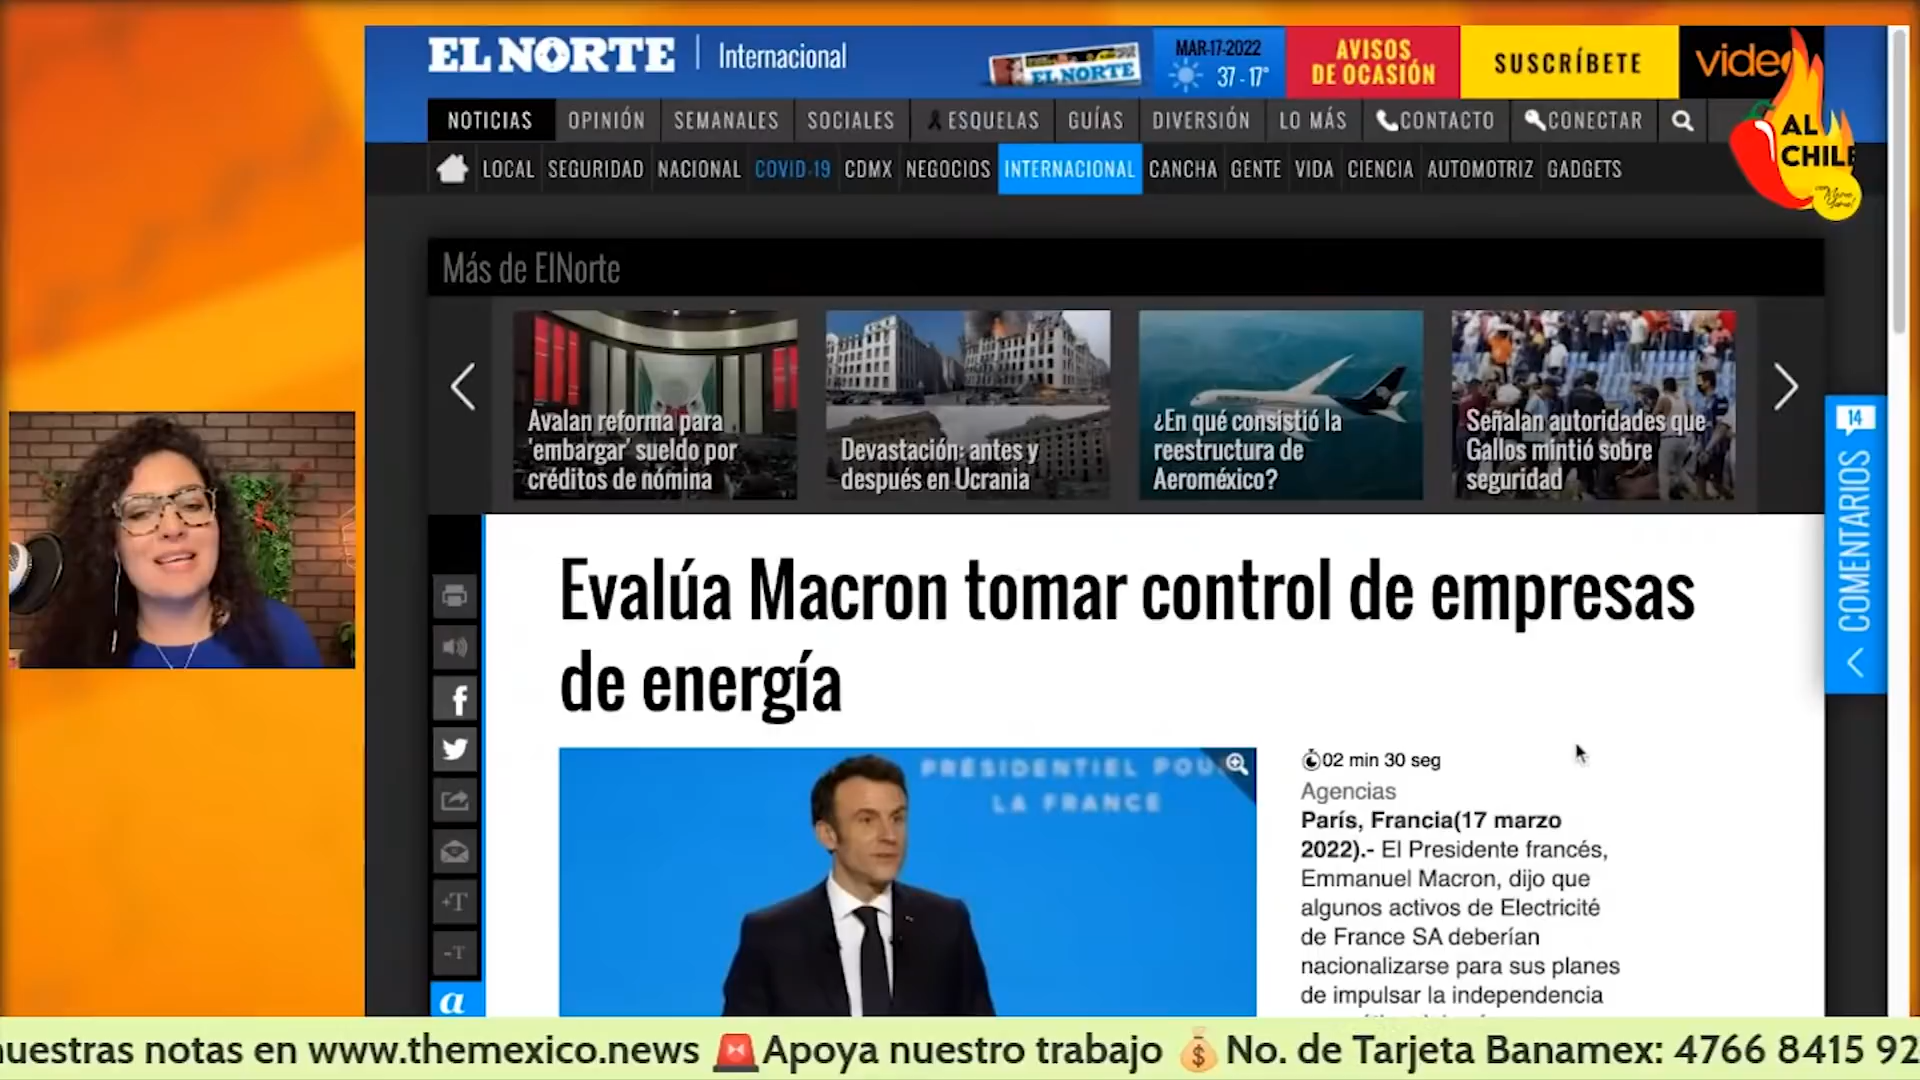 EL NORTE
Internacional
EL NORTE
MAR-17-2022
37 - 17°
AVISOS
DE OCASIÓN
SUSCRÍBETE
video
AL
CHILE
NOTICIAS
OPINIÓN
SEMANALES
SOCIALES
ESQUELAS
GUÍAS
DIVERSIÓN
LO MÁS
CONTACTO
CONECTAR
LOCAL
SEGURIDAD
NACIONAL
COVID-19
CDMX
NEGOCIOS
INTERNACIONAL
CANCHA
GENTE
VIDA
CIENCIA
AUTOMOTRIZ
GADGETS
Más de ElNorte
Avalan reforma para
'embargar' sueldo por
créditos de nómina
Devastación: antes y
después en Ucrania
¿En qué consistió la
reestructura de
Aeroméxico?
Señalan autoridades que
Gallos mintió sobre
seguridad
14
COMENTARIOS
Evalúa Macron tomar control de empresas
de energía
+T
-T
a
PRÉSIDENTIEL POU
LA FRANCE
02 min 30 seg
Agencias
París, Francia(17 marzo
2022).- El Presidente francés,
Emmanuel Macron, dijo que
algunos activos de Electricité
de France SA deberían
nacionalizarse para sus planes
de impulsar la independencia
nuestras notas en www.themexico.news 🚨Apoya nuestro trabajo 💰No. de Tarjeta Banamex: 4766 8415 92